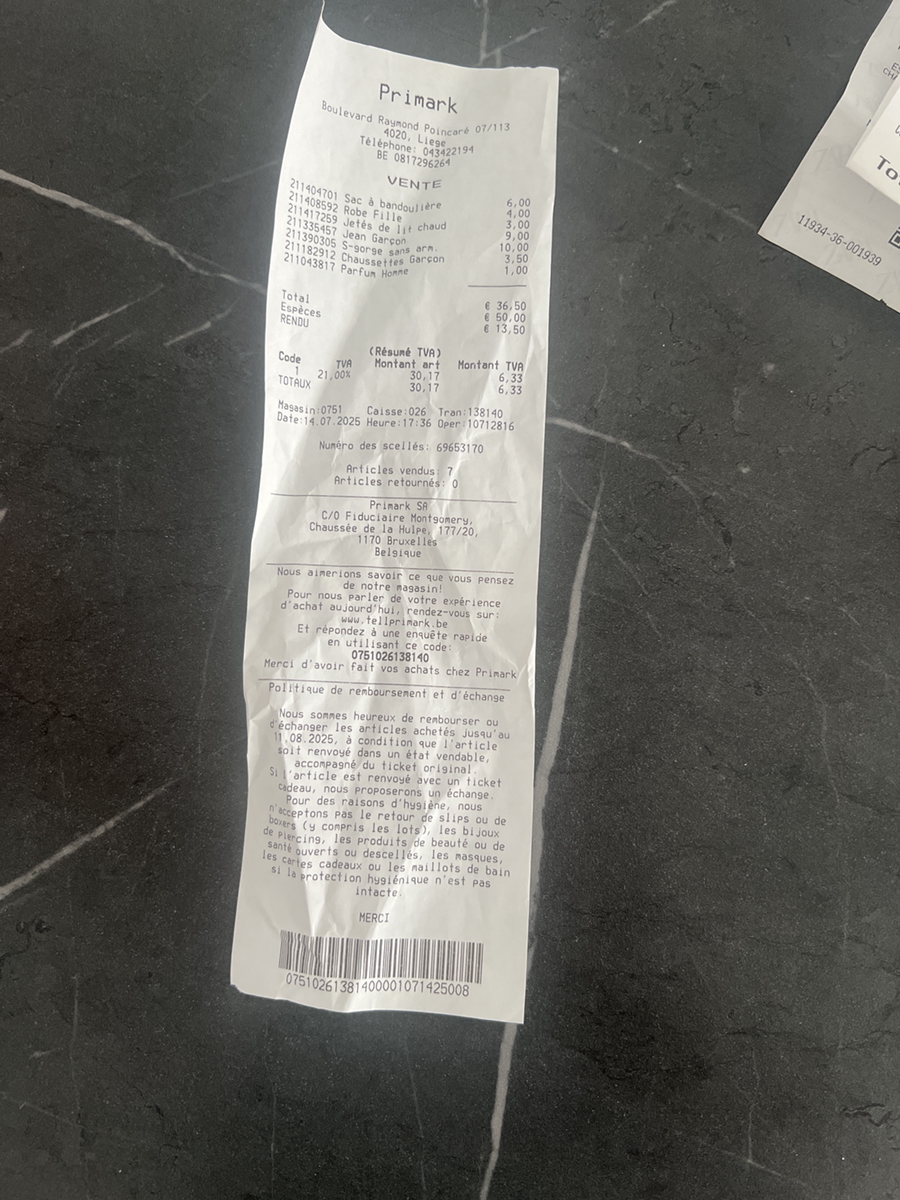 Primark
Boulevard Raymond Poincaré 07/113
4020, Liege
Téléphone: 043422194
BE 0817296264
VENTE
211404701 Sac à bandoulière 6,00
211408592 Robe Fille 4,00
211417259 Jetés de lit chaud 3,00
211335457 Jean Garçon 9,00
211390305 S-gorge sans arm. 10,00
211182912 Chaussettes Garçon 3,50
211043817 Parfum Homme 1,00
Total € 36,50
Espèces € 50,00
RENDU € 13,50
(Résumé TVA)
Code TVA Montant art Montant TVA
1 21,00% 30,17 6,33
TOTAUX 30,17 6,33
Magasin:0751 Caisse:026 Tran:138140
Date:14.07.2025 Heure:17:36 Oper:10712816
Numéro des scellés: 69653170
Articles vendus: 7
Articles retournés: 0
Primark SA
C/O Fiduciaire Montgomery,
Chaussée de la Hulpe, 177/20,
1170 Bruxelles
Belgique
Nous aimerions savoir ce que vous pensez
de notre magasin!
Pour nous parler de votre expérience
d'achat aujourd'hui, rendez-vous sur:
www.tellprimark.be
Et répondez à une enquête rapide
en utilisant ce code:
0751026138140
Merci d'avoir fait vos achats chez Primark
Politique de remboursement et d'échange
Nous sommes heureux de rembourser ou
d'échanger les articles achetés jusqu'au
11.08.2025, à condition que l'article
soit renvoyé dans un état vendable,
accompagné du ticket original.
Si l'article est renvoyé avec un ticket
cadeau, nous proposerons un échange.
Pour des raisons d'hygiène, nous
n'acceptons pas le retour de slips ou de
boxers (y compris les lots), les bijoux
de piercing, les produits de beauté ou de
santé ouverts ou descellés, les masques,
les cartes cadeaux ou les maillots de bain
si la protection hygiénique n'est pas
intacte.
MERCI
07510261381400001071425008
11934-36-001939